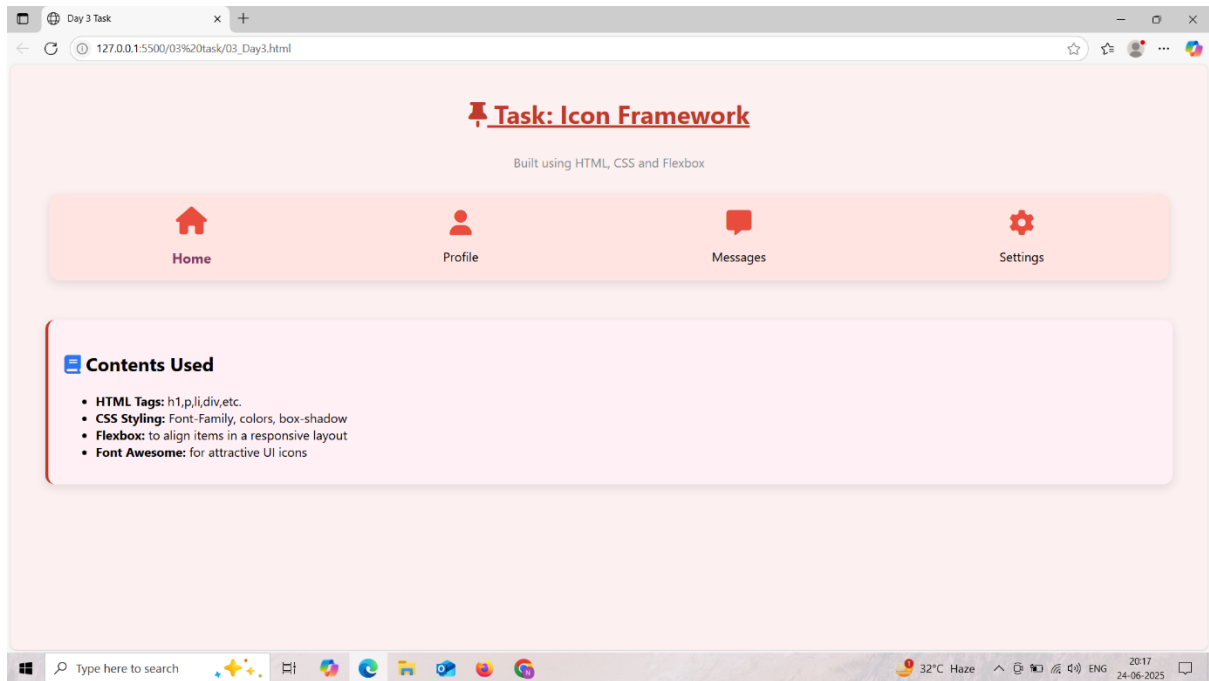 Day 3 Task
127.0.0.1:5500/03%20task/03_Day3.html
Task: Icon Framework
Built using HTML, CSS and Flexbox
Home Profile Messages Settings
Contents Used
• HTML Tags: h1,p,li,div,etc.
• CSS Styling: Font-Family, colors, box-shadow
• Flexbox: to align items in a responsive layout
• Font Awesome: for attractive UI icons
Type here to search
32°C Haze
ENG
20:17
24-06-2025